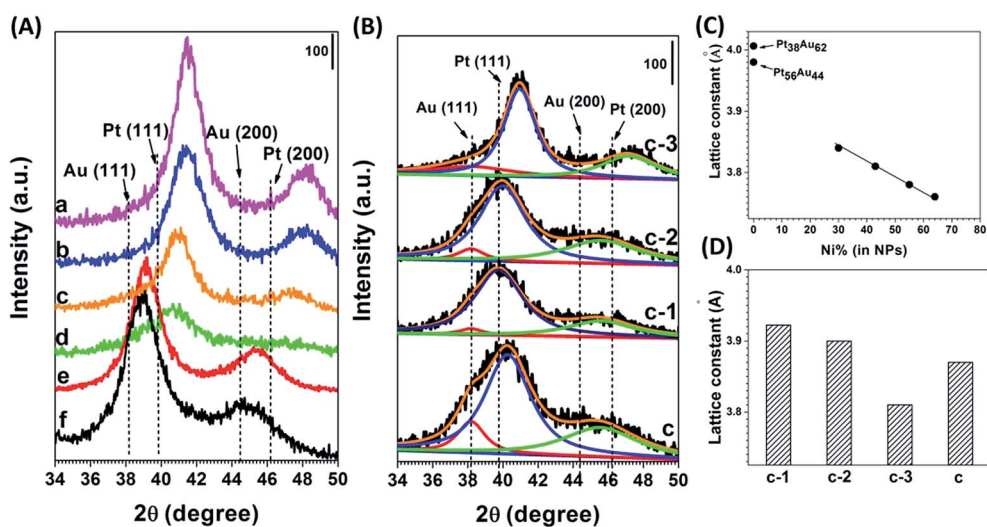 (A)
100
Pt (111)
Au (200)
Au (111)
Pt (200)
a
b
c
d
e
f
Intensity (a.u.)
34 36 38 40 42 44 46 48 50
2θ (degree)
(B)
100
Pt (111)
Au (111)
Au (200)
Pt (200)
c-3
c-2
c-1
c
Intensity (a.u.)
34 36 38 40 42 44 46 48 50
2θ (degree)
(C)
Lattice constant (Å)
4.0
3.9
3.8
Pt38Au62
Pt56Au44
0 10 20 30 40 50 60 70 80
Ni% (in NPs)
(D)
Lattice constant (Å)
4.0
3.9
3.8
c-1 c-2 c-3 c